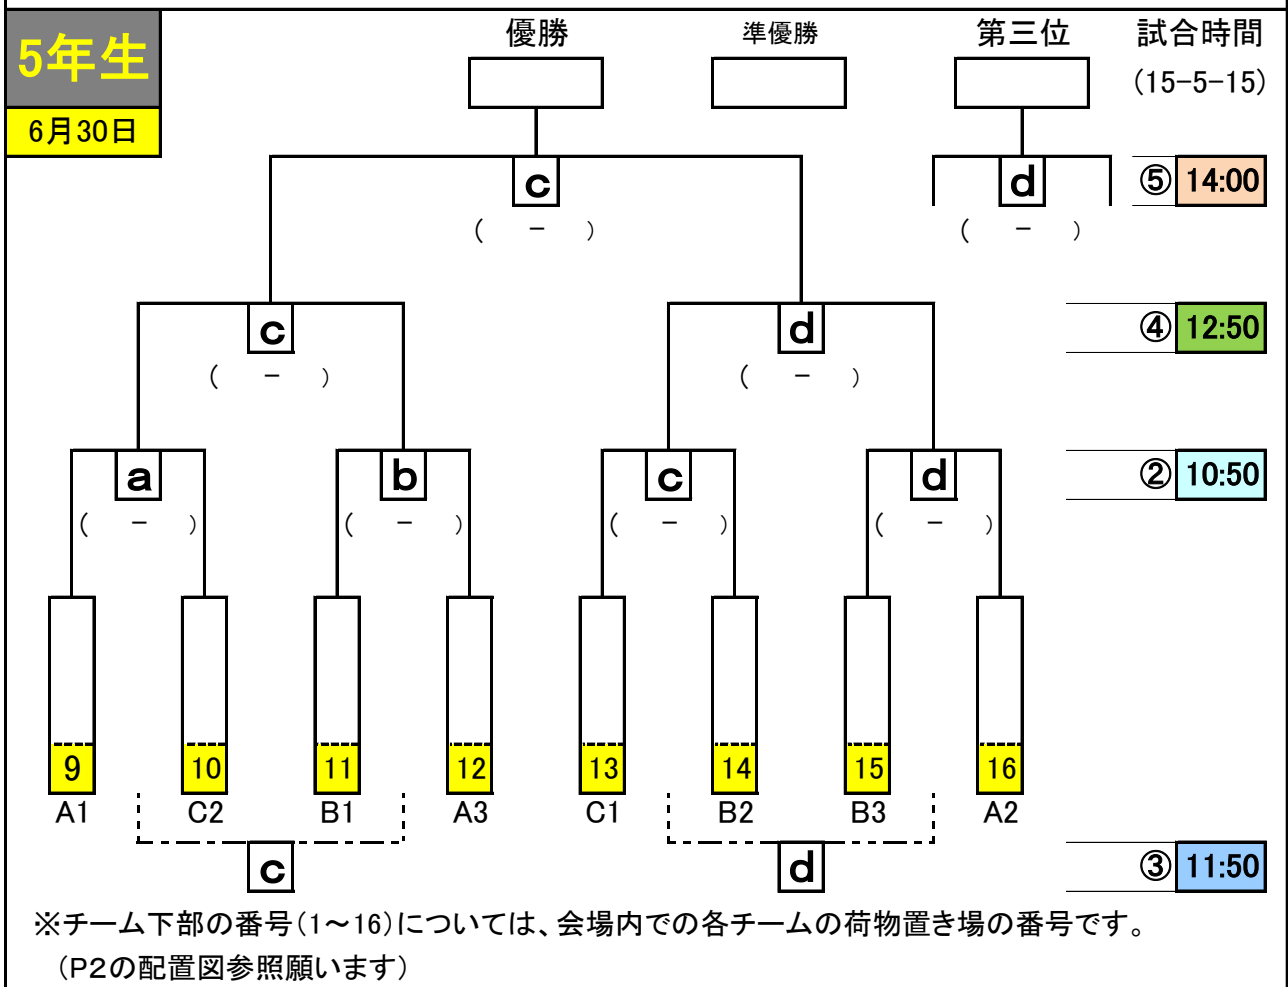 5年生
6月30日
優勝 準優勝 第三位 試合時間
(15-5-15)
c d ⑤ 14:00
( - ) ( - )
c d ④ 12:50
( - ) ( - )
a b c d ② 10:50
( - ) ( - ) ( - ) ( - )
9 10 11 12 13 14 15 16
A1 C2 B1 A3 C1 B2 B3 A2
c d ③ 11:50
※チーム下部の番号(1～16)については、会場内での各チームの荷物置き場の番号です。
(P2の配置図参照願います)